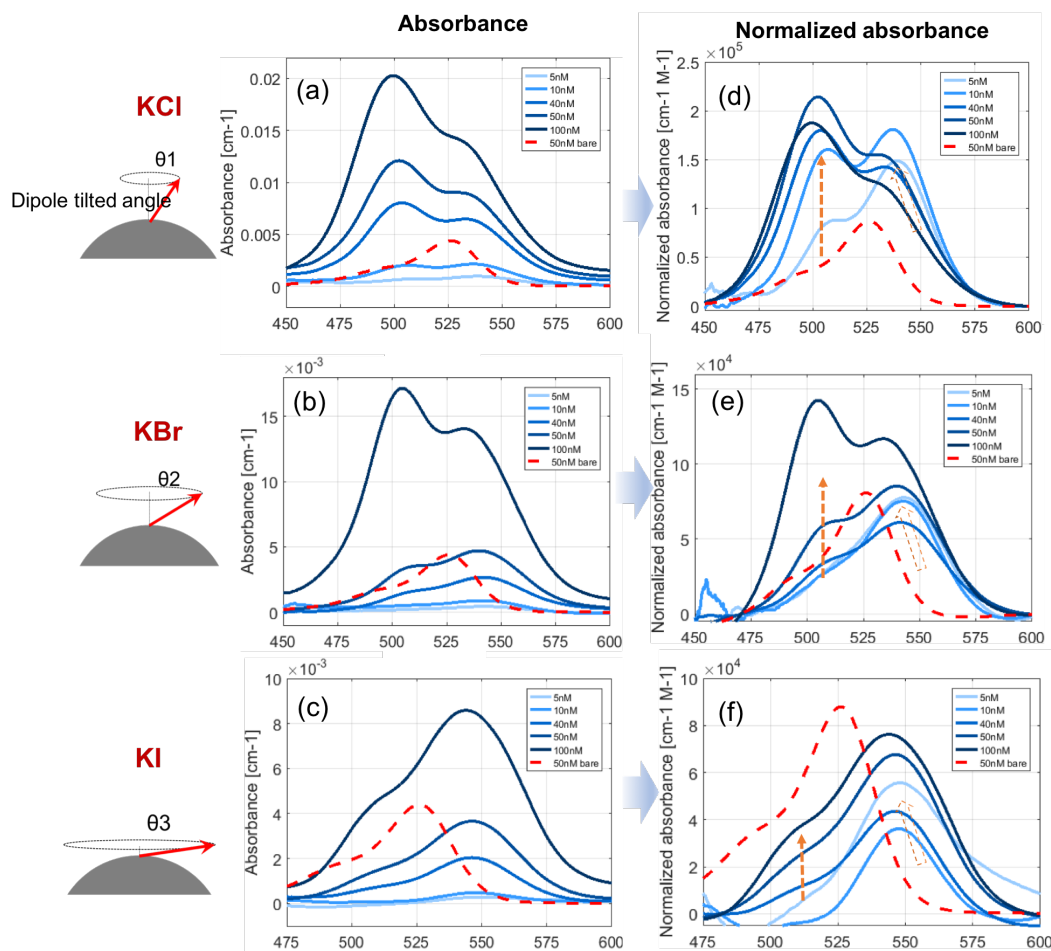 Absorbance
Normalized absorbance
KCl
θ1
Dipole tilted angle
(a)
Absorbance [cm-1]
0.02
0.015
0.01
0.005
0
450 475 500 525 550 575 600
5nM
10nM
40nM
50nM
100nM
50nM bare
(d)
×10⁵
Normalized absorbance [cm-1 M-1]
2.5
2
1.5
1
0.5
0
450 475 500 525 550 575 600
5nM
10nM
40nM
50nM
100nM
50nM bare
KBr
θ2
(b)
×10⁻³
Absorbance [cm-1]
15
10
5
0
450 475 500 525 550 575 600
5nM
10nM
40nM
50nM
100nM
50nM bare
(e)
×10⁴
Normalized absorbance [cm-1 M-1]
15
10
5
0
450 475 500 525 550 575 600
5nM
10nM
40nM
50nM
100nM
50nM bare
KI
θ3
(c)
×10⁻³
Absorbance [cm-1]
10
8
6
4
2
0
475 500 525 550 575 600
5nM
10nM
40nM
50nM
100nM
50nM bare
(f)
×10⁴
Normalized absorbance [cm-1 M-1]
10
8
6
4
2
0
475 500 525 550 575 600
5nM
10nM
40nM
50nM
100nM
50nM bare